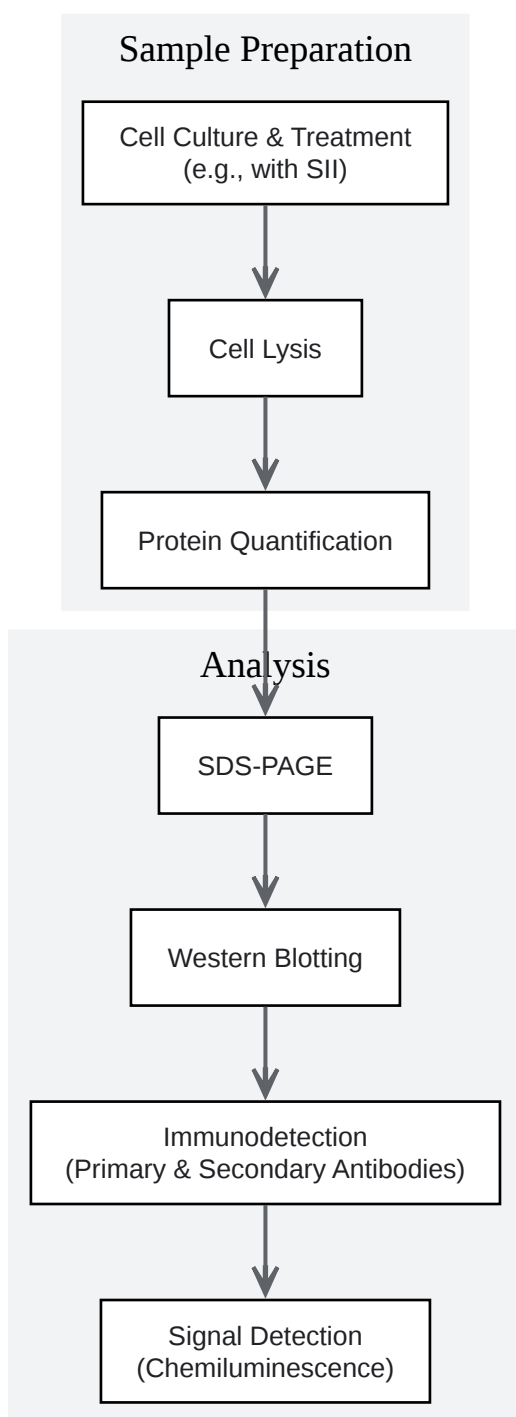 Sample Preparation
Cell Culture & Treatment
(e.g., with SII)
Cell Lysis
Protein Quantification
Analysis
SDS-PAGE
Western Blotting
Immunodetection
(Primary & Secondary Antibodies)
Signal Detection
(Chemiluminescence)